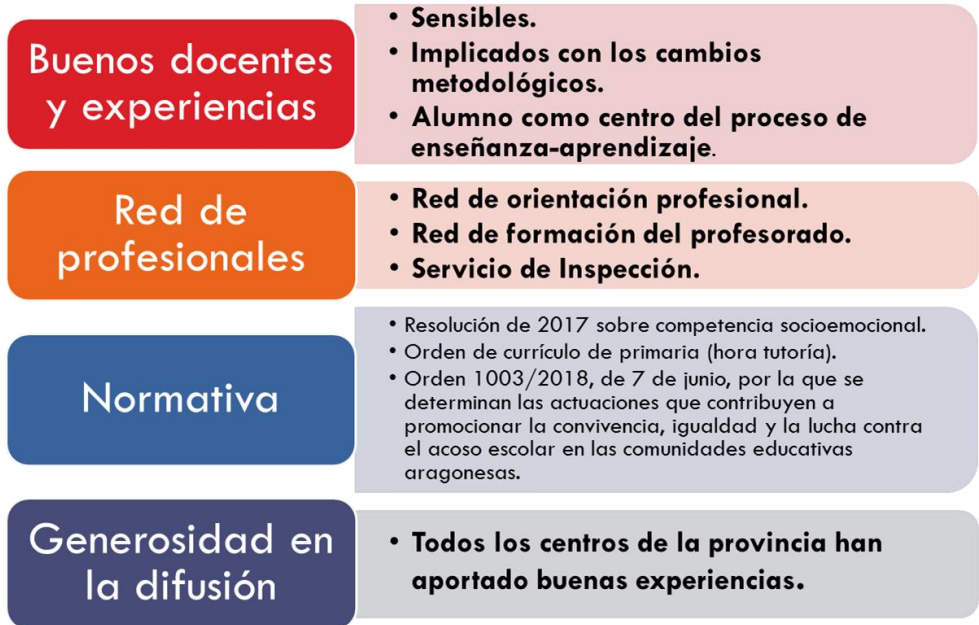 Buenos docentes
y experiencias
• Sensibles.
• Implicados con los cambios
metodológicos.
• Alumno como centro del proceso de
enseñanza-aprendizaje.
Red de
profesionales
• Red de orientación profesional.
• Red de formación del profesorado.
• Servicio de Inspección.
Normativa
• Resolución de 2017 sobre competencia socioemocional.
• Orden de currículo de primaria (hora tutoría).
• Orden 1003/2018, de 7 de junio, por la que se
determinan las actuaciones que contribuyen a
promocionar la convivencia, igualdad y la lucha contra
el acoso escolar en las comunidades educativas
aragonesas.
Generosidad en
la difusión
• Todos los centros de la provincia han
aportado buenas experiencias.